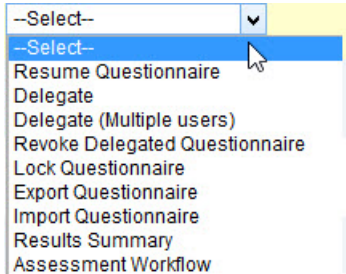 --Select--
--Select--
Resume Questionnaire
Delegate
Delegate (Multiple users)
Revoke Delegated Questionnaire
Lock Questionnaire
Export Questionnaire
Import Questionnaire
Results Summary
Assessment Workflow